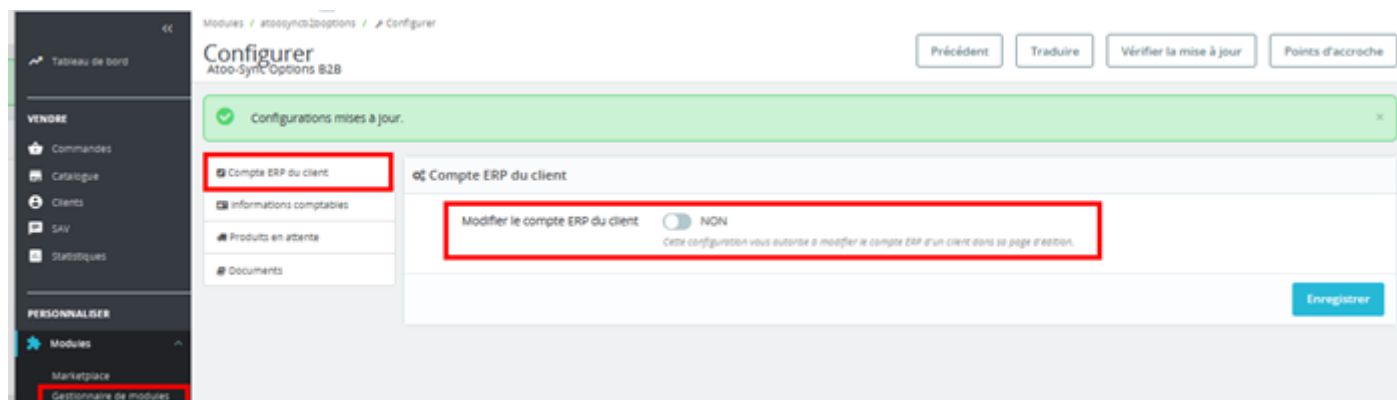 Modules / atoosyncb2boptions / Configurer
Configurer
Atoo-Sync Options B2B
Précédent
Traduire
Vérifier la mise à jour
Points d'accroche
Tableau de bord
VENDRE
Commandes
Catalogue
Clients
SAV
Statistiques
PERSONNALISER
Modules
Marketplace
Gestionnaire de modules
Configurations mises à jour.
Compte ERP du client
Informations comptables
Produits en attente
Documents
Compte ERP du client
Modifier le compte ERP du client NON
Cette configuration vous autorise à modifier le compte ERP d'un client dans sa page d'édition.
Enregistrer